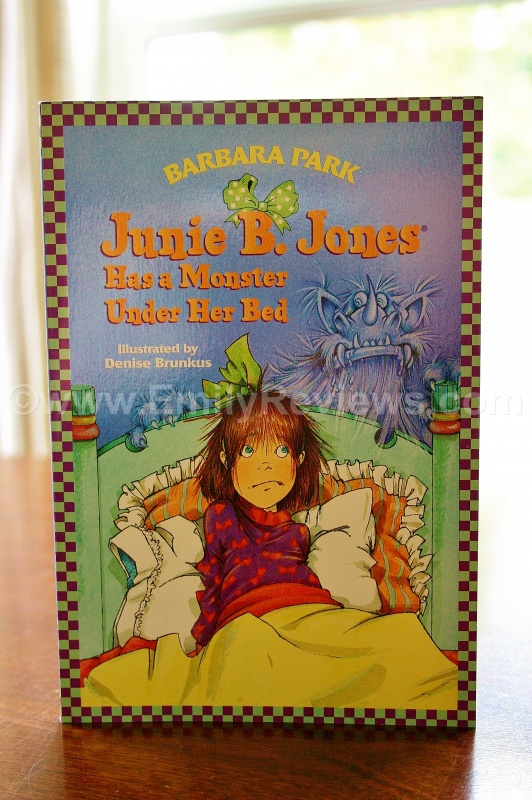 BARBARA PARK
Junie B. Jones®
Has a Monster
Under Her Bed
Illustrated by
Denise Brunkus
©www.EmilyReviews.com